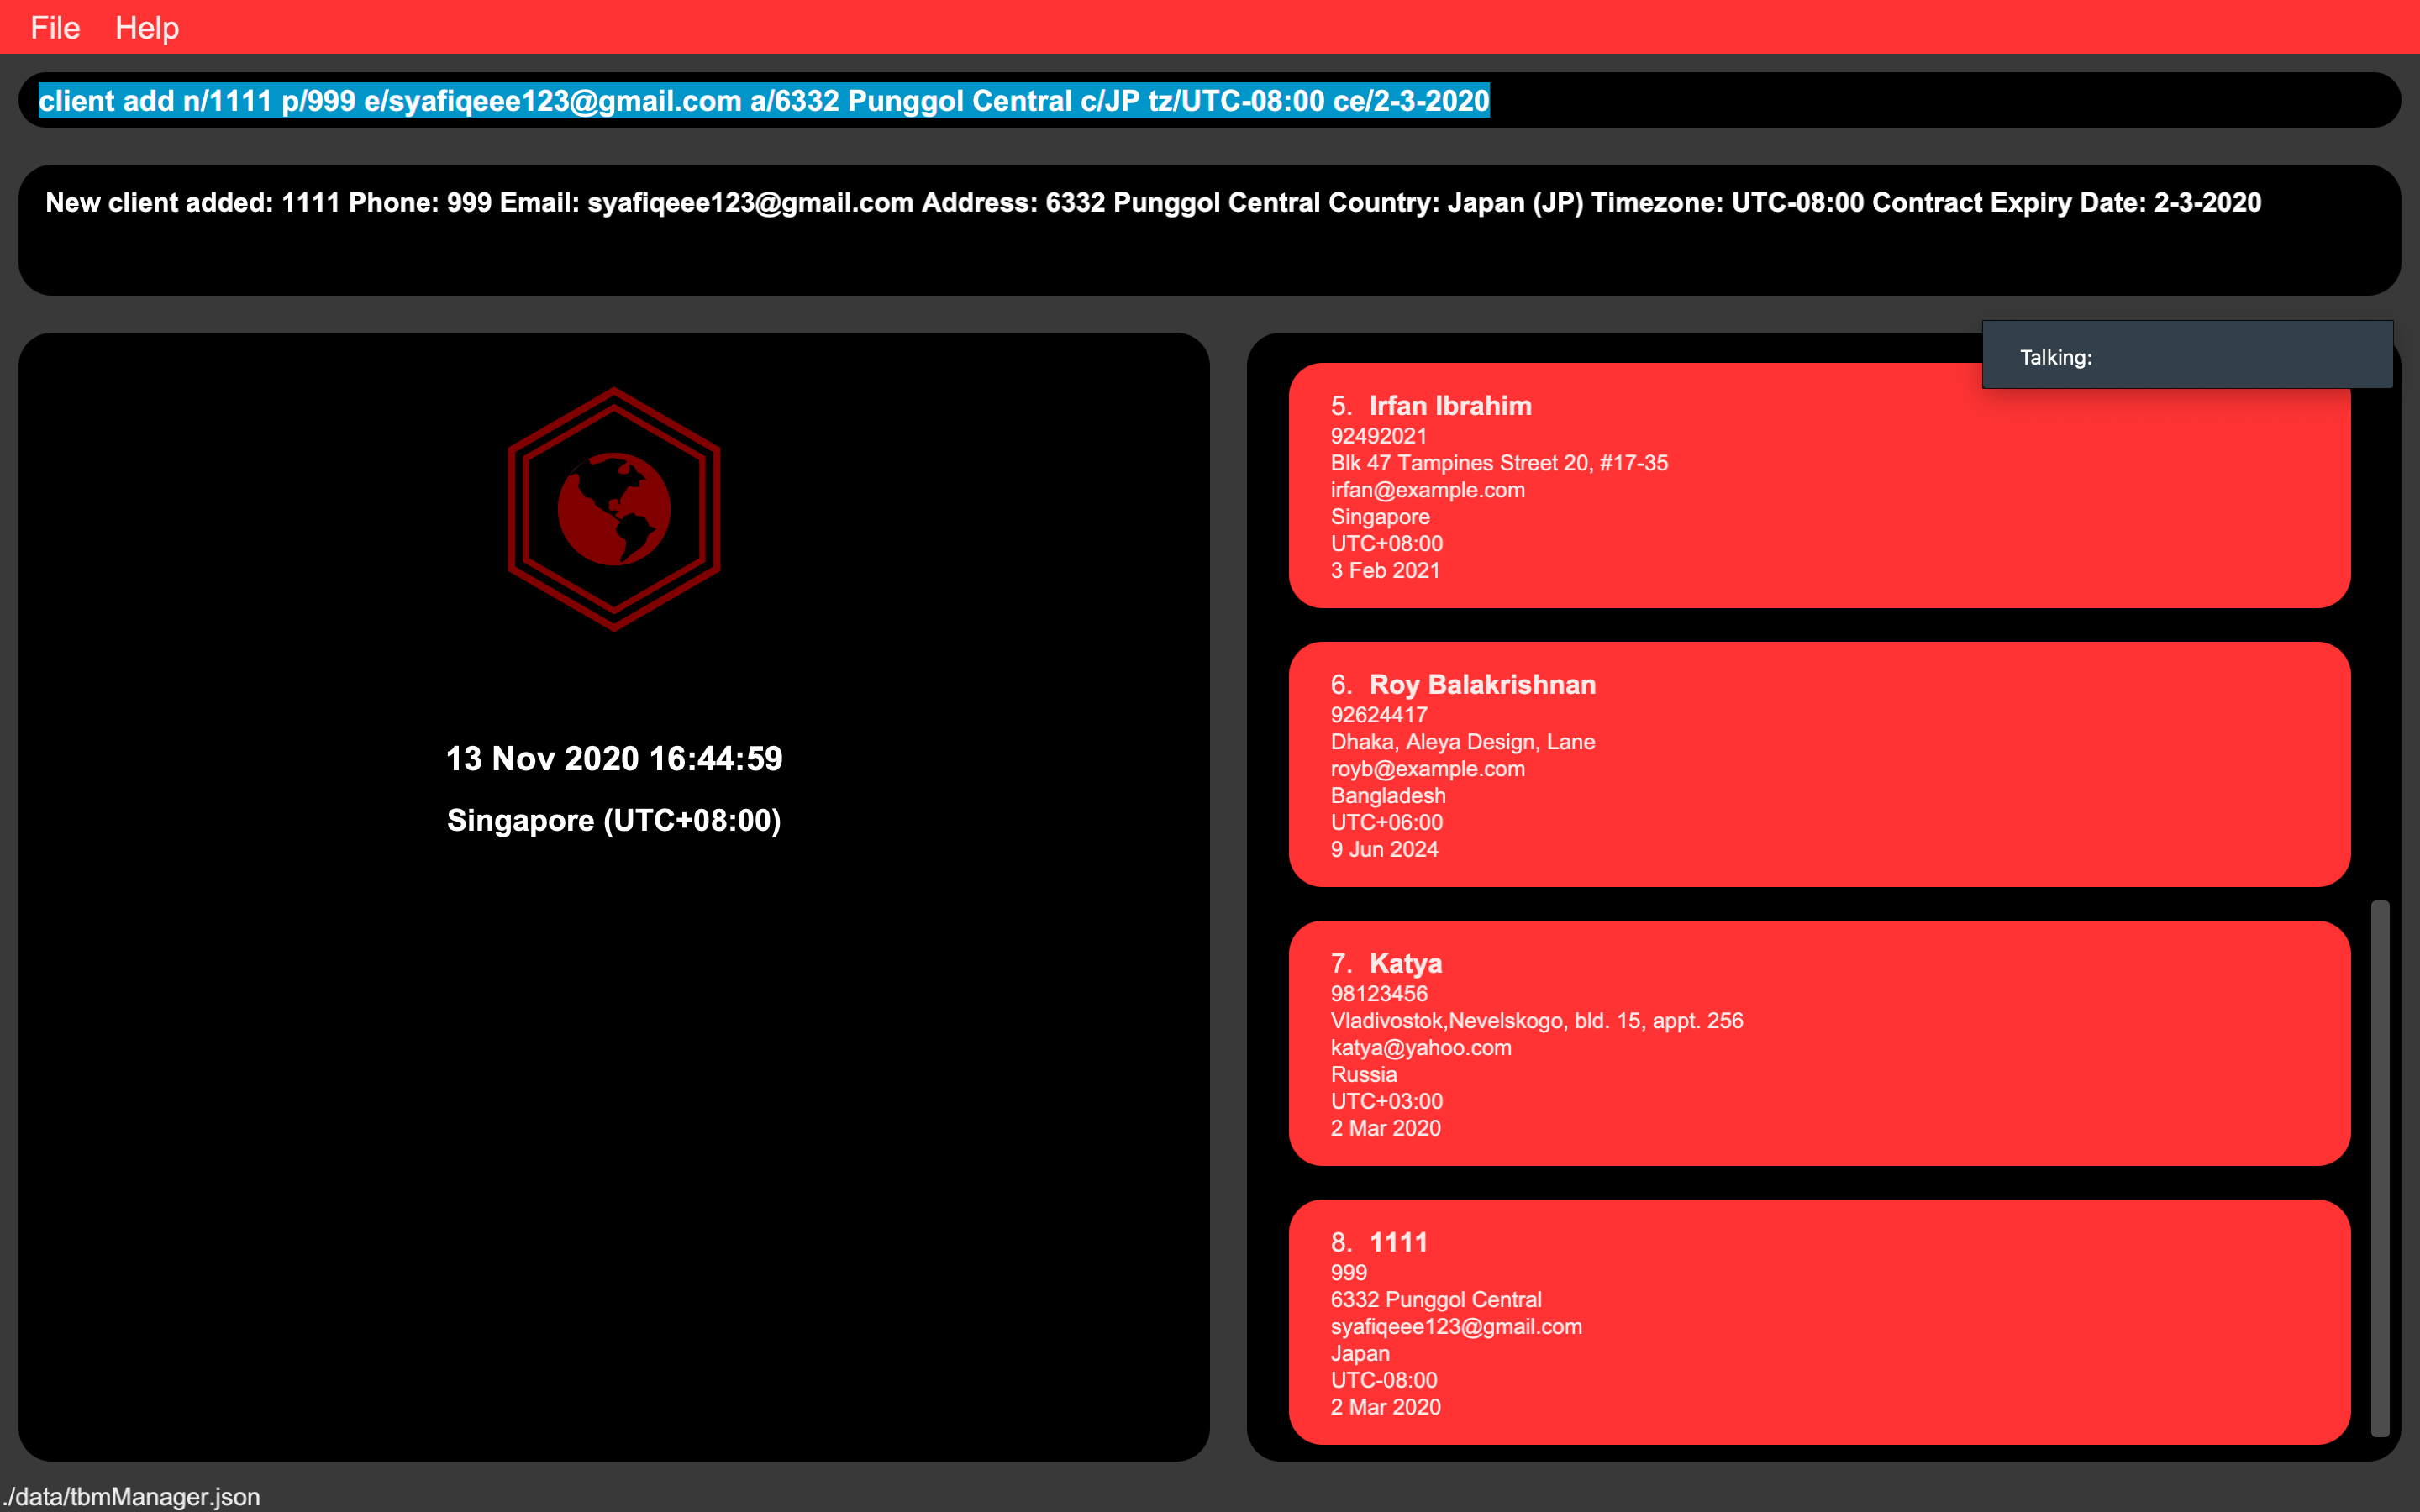 File Help
client add n/1111 p/999 e/syafiqeee123@gmail.com a/6332 Punggol Central c/JP tz/UTC-08:00 ce/2-3-2020
New client added: 1111 Phone: 999 Email: syafiqeee123@gmail.com Address: 6332 Punggol Central Country: Japan (JP) Timezone: UTC-08:00 Contract Expiry Date: 2-3-2020
13 Nov 2020 16:44:59
Singapore (UTC+08:00)
Talking:
5. Irfan Ibrahim
92492021
Blk 47 Tampines Street 20, #17-35
irfan@example.com
Singapore
UTC+08:00
3 Feb 2021
6. Roy Balakrishnan
92624417
Dhaka, Aleya Design, Lane
royb@example.com
Bangladesh
UTC+06:00
9 Jun 2024
7. Katya
98123456
Vladivostok,Nevelskogo, bld. 15, appt. 256
katya@yahoo.com
Russia
UTC+03:00
2 Mar 2020
8. 1111
999
6332 Punggol Central
syafiqeee123@gmail.com
Japan
UTC-08:00
2 Mar 2020
./data/tbmManager.json